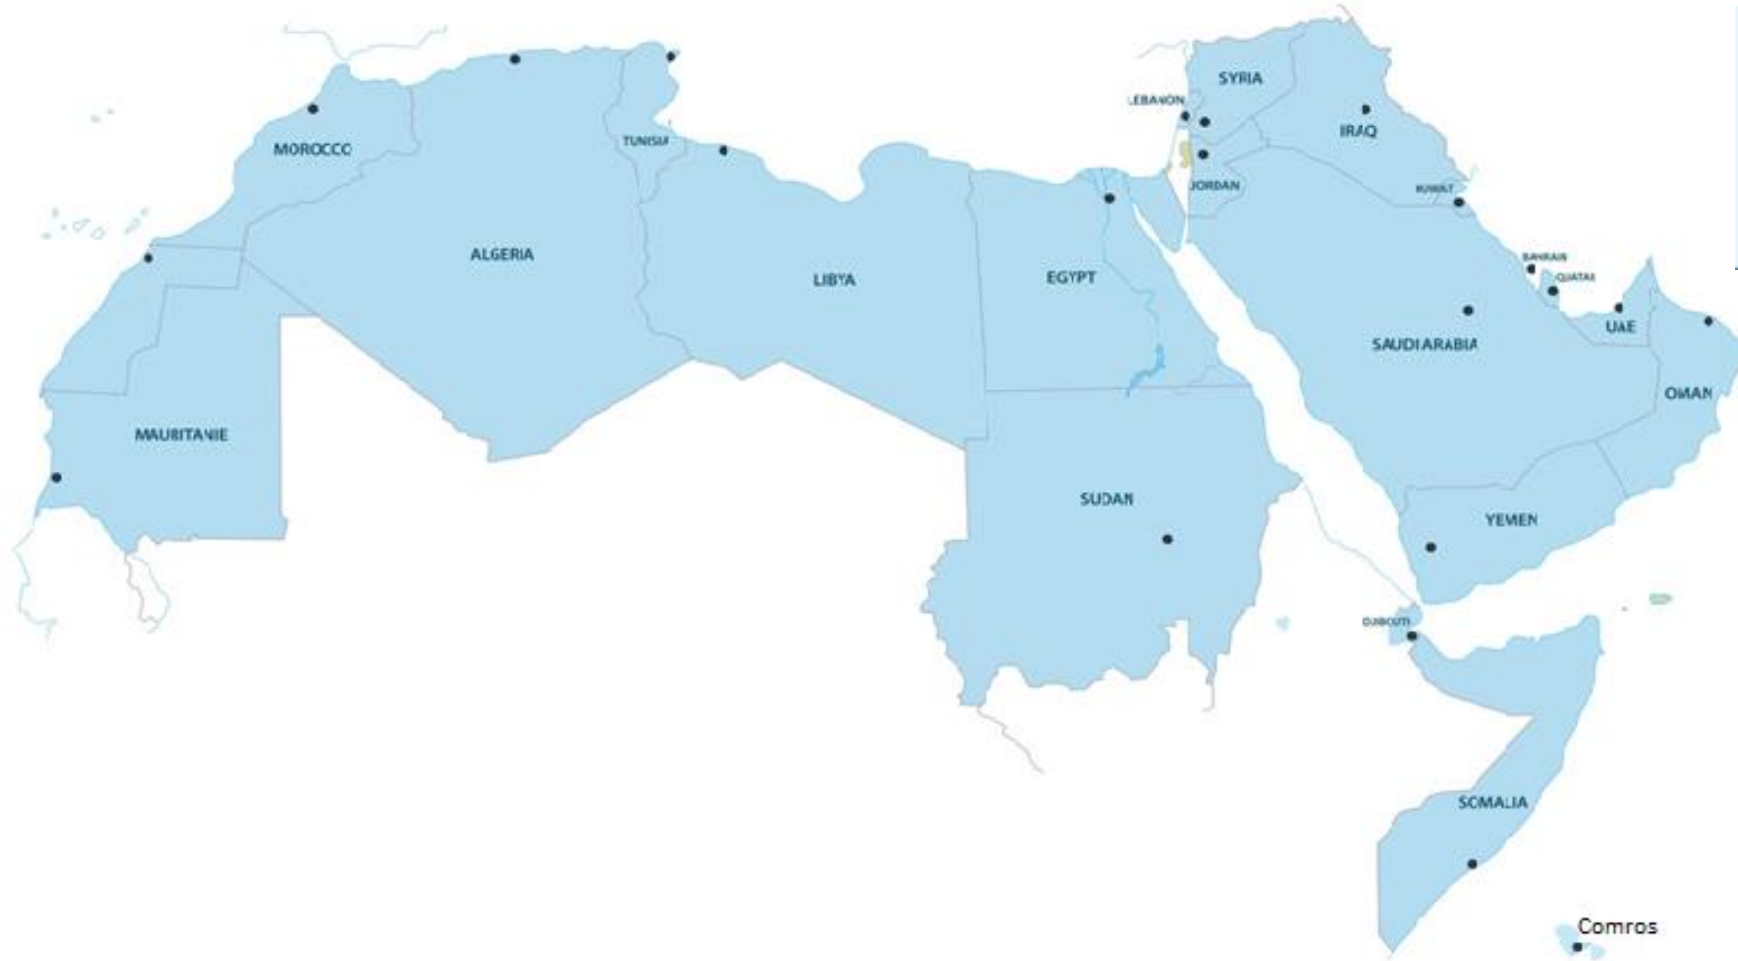 SYRIA
LEBANON
IRAQ
MOROCCO
TUNISIA
JORDAN
KUWAIT
ALGERIA
LIBYA
EGYPT
BAHRAIN
QUATAR
UAE
SAUDI ARABIA
OMAN
MAURITANIE
SUDAN
YEMEN
DJIBOUTI
SOMALIA
Comros